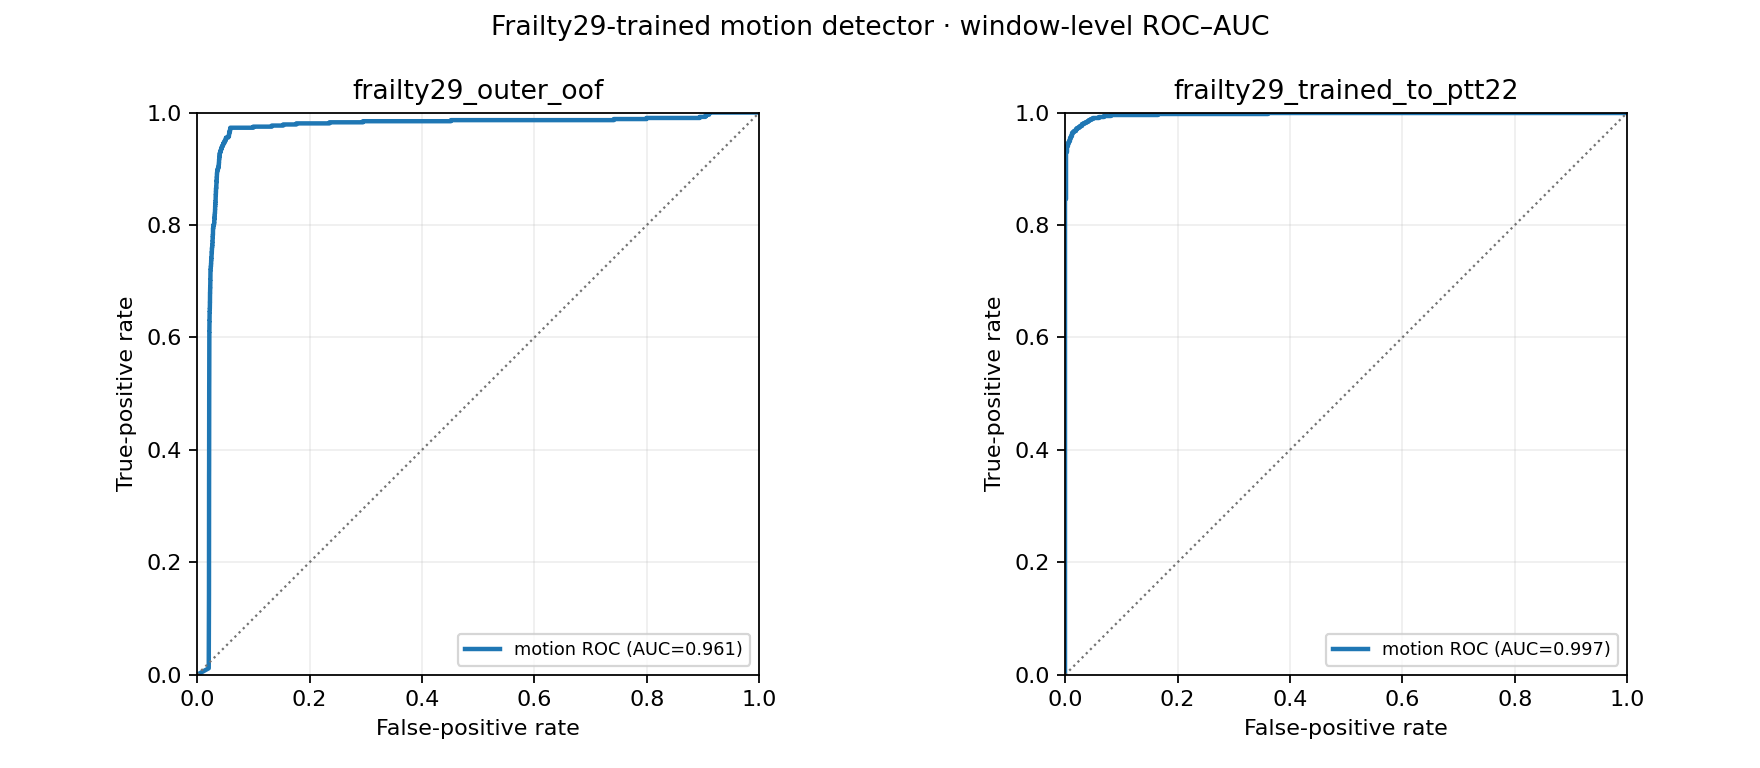 Frailty29-trained motion detector · window-level ROC–AUC
frailty29_outer_oof
1.0
0.8
0.6
0.4
0.2
0.0
True-positive rate
motion ROC (AUC=0.961)
0.0 0.2 0.4 0.6 0.8 1.0
False-positive rate
frailty29_trained_to_ptt22
1.0
0.8
0.6
0.4
0.2
0.0
True-positive rate
motion ROC (AUC=0.997)
0.0 0.2 0.4 0.6 0.8 1.0
False-positive rate